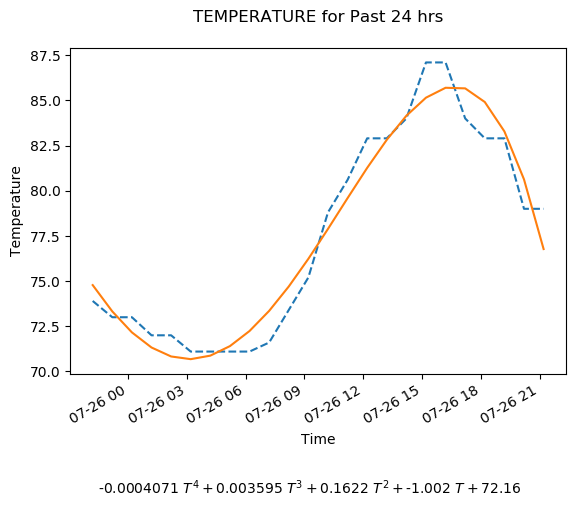 TEMPERATURE for Past 24 hrs
87.5
85.0
82.5
80.0
77.5
75.0
72.5
70.0
Temperature
07-26 00 07-26 03 07-26 06 07-26 09 07-26 12 07-26 15 07-26 18 07-26 21
Time
-0.0004071 T⁴ + 0.003595 T³ + 0.1622 T² + -1.002 T + 72.16